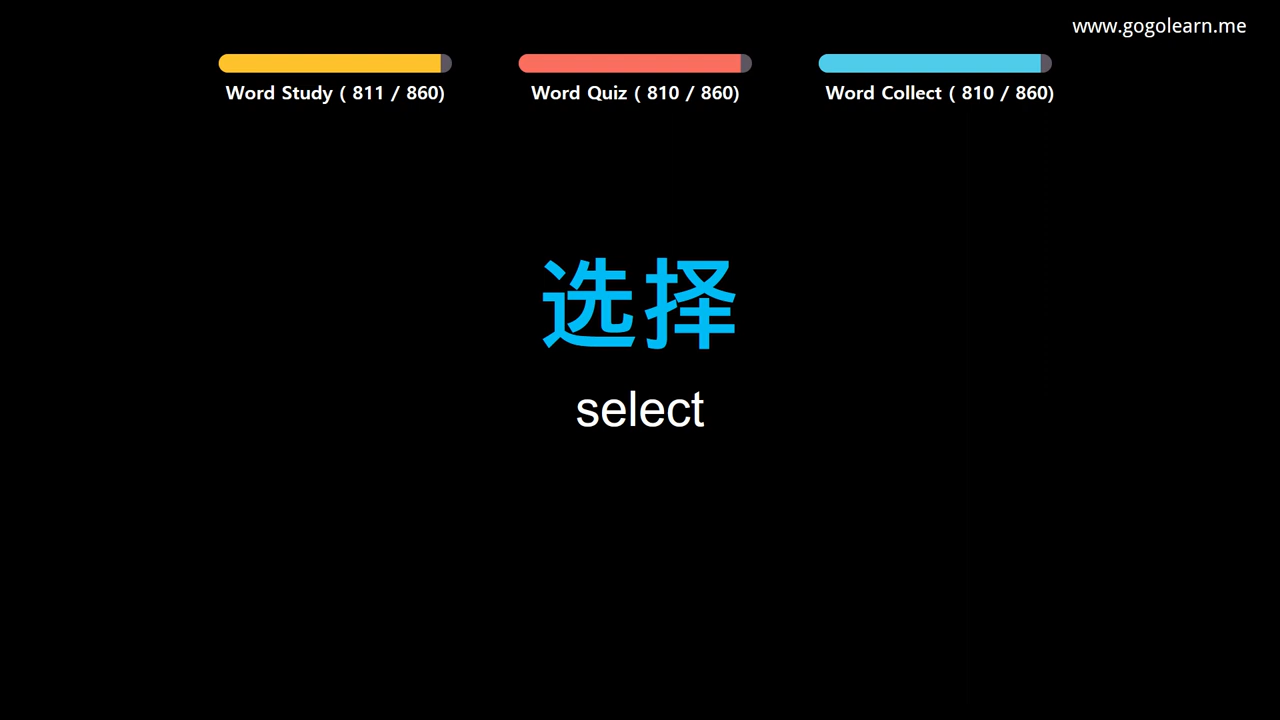 www.gogolearn.me
Word Study ( 811 / 860)
Word Quiz ( 810 / 860)
Word Collect ( 810 / 860)
选择
select